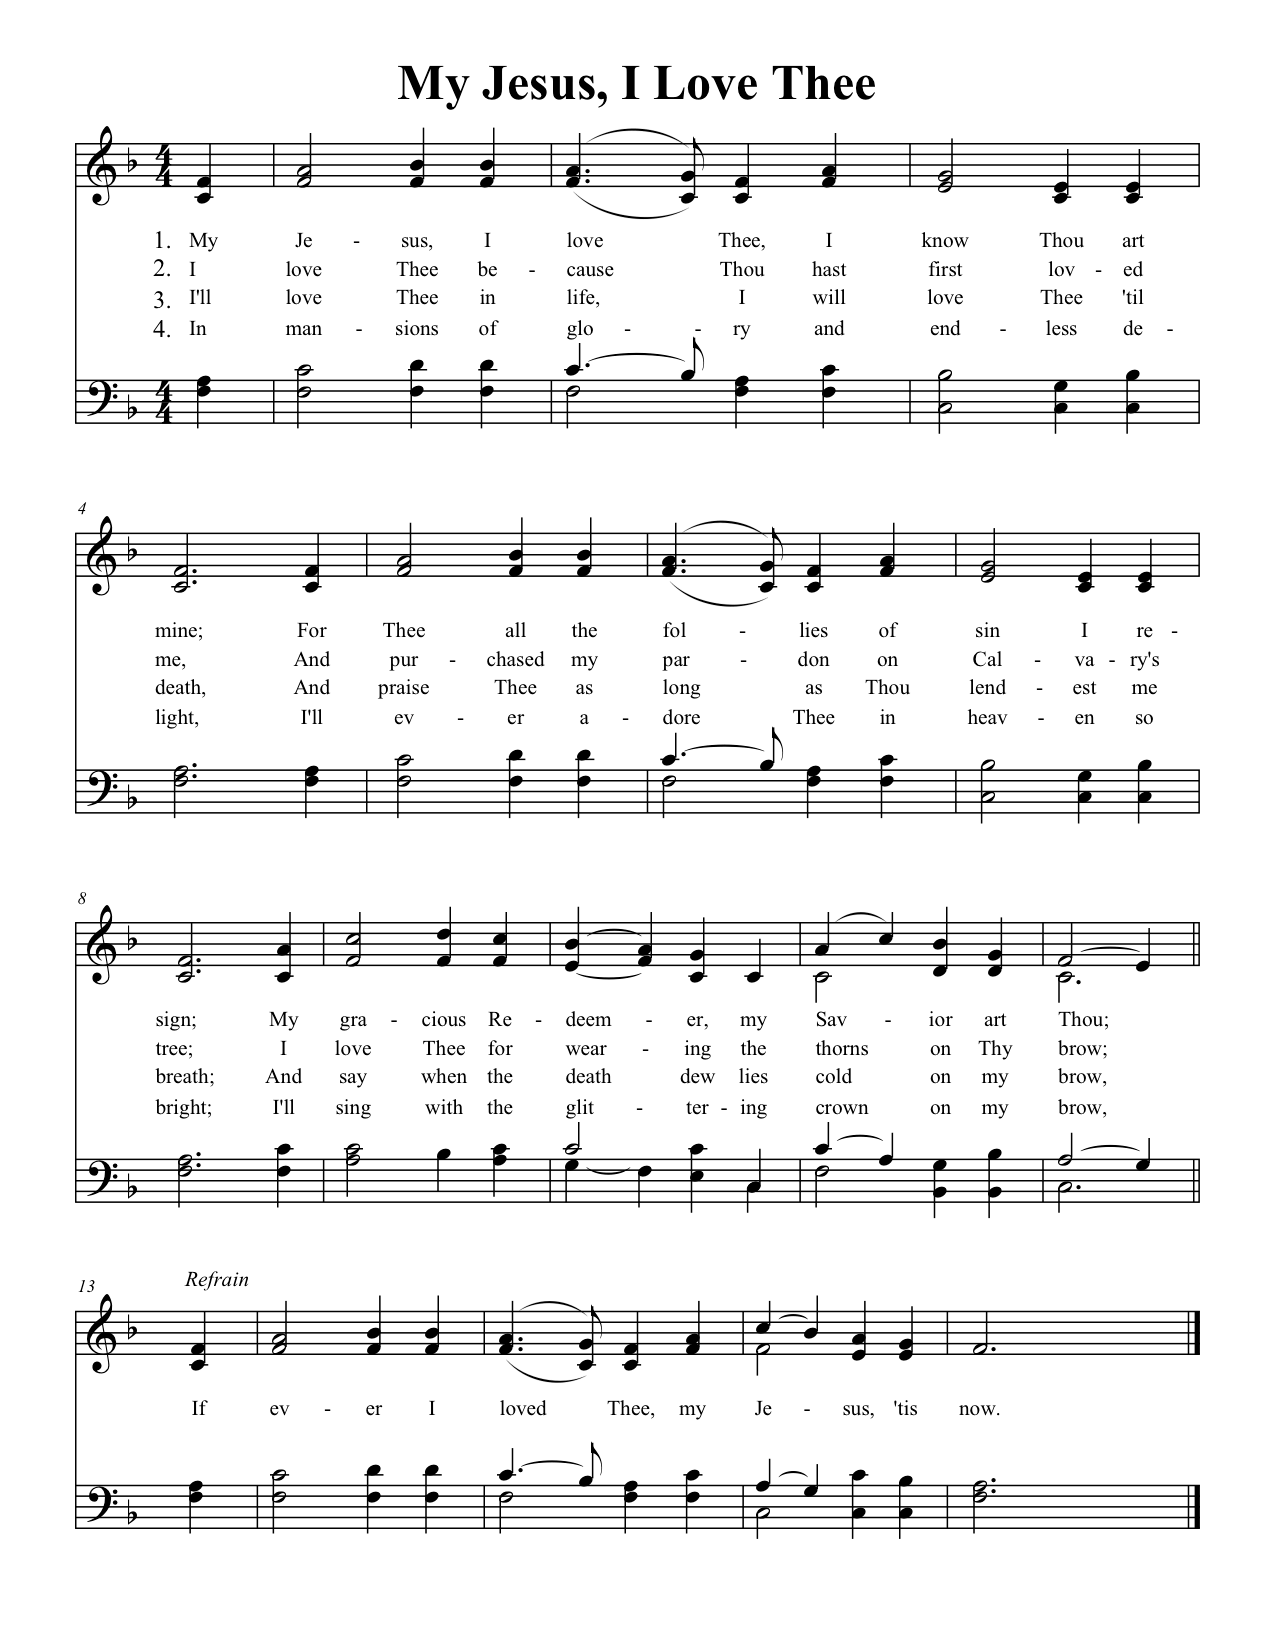 My Jesus, I Love Thee
4 4
1. My Je - sus, I love Thee, I know Thou art
2. I love Thee be - cause Thou hast first lov - ed
3. I'll love Thee in life, I will love Thee 'til
4. In man - sions of glo - - ry and end - less de -
4 4
4
mine; For Thee all the fol - lies of sin I re -
me, And pur - chased my par - don on Cal - va - ry's
death, And praise Thee as long as Thou lend - est me
light, I'll ev - er a - dore Thee in heav - en so
8
sign; My gra - cious Re - deem - er, my Sav - ior art Thou;
tree; I love Thee for wear - ing the thorns on Thy brow;
breath; And say when the death dew lies cold on my brow,
bright; I'll sing with the glit - ter - ing crown on my brow,
13 Refrain
If ev - er I loved Thee, my Je - sus, 'tis now.